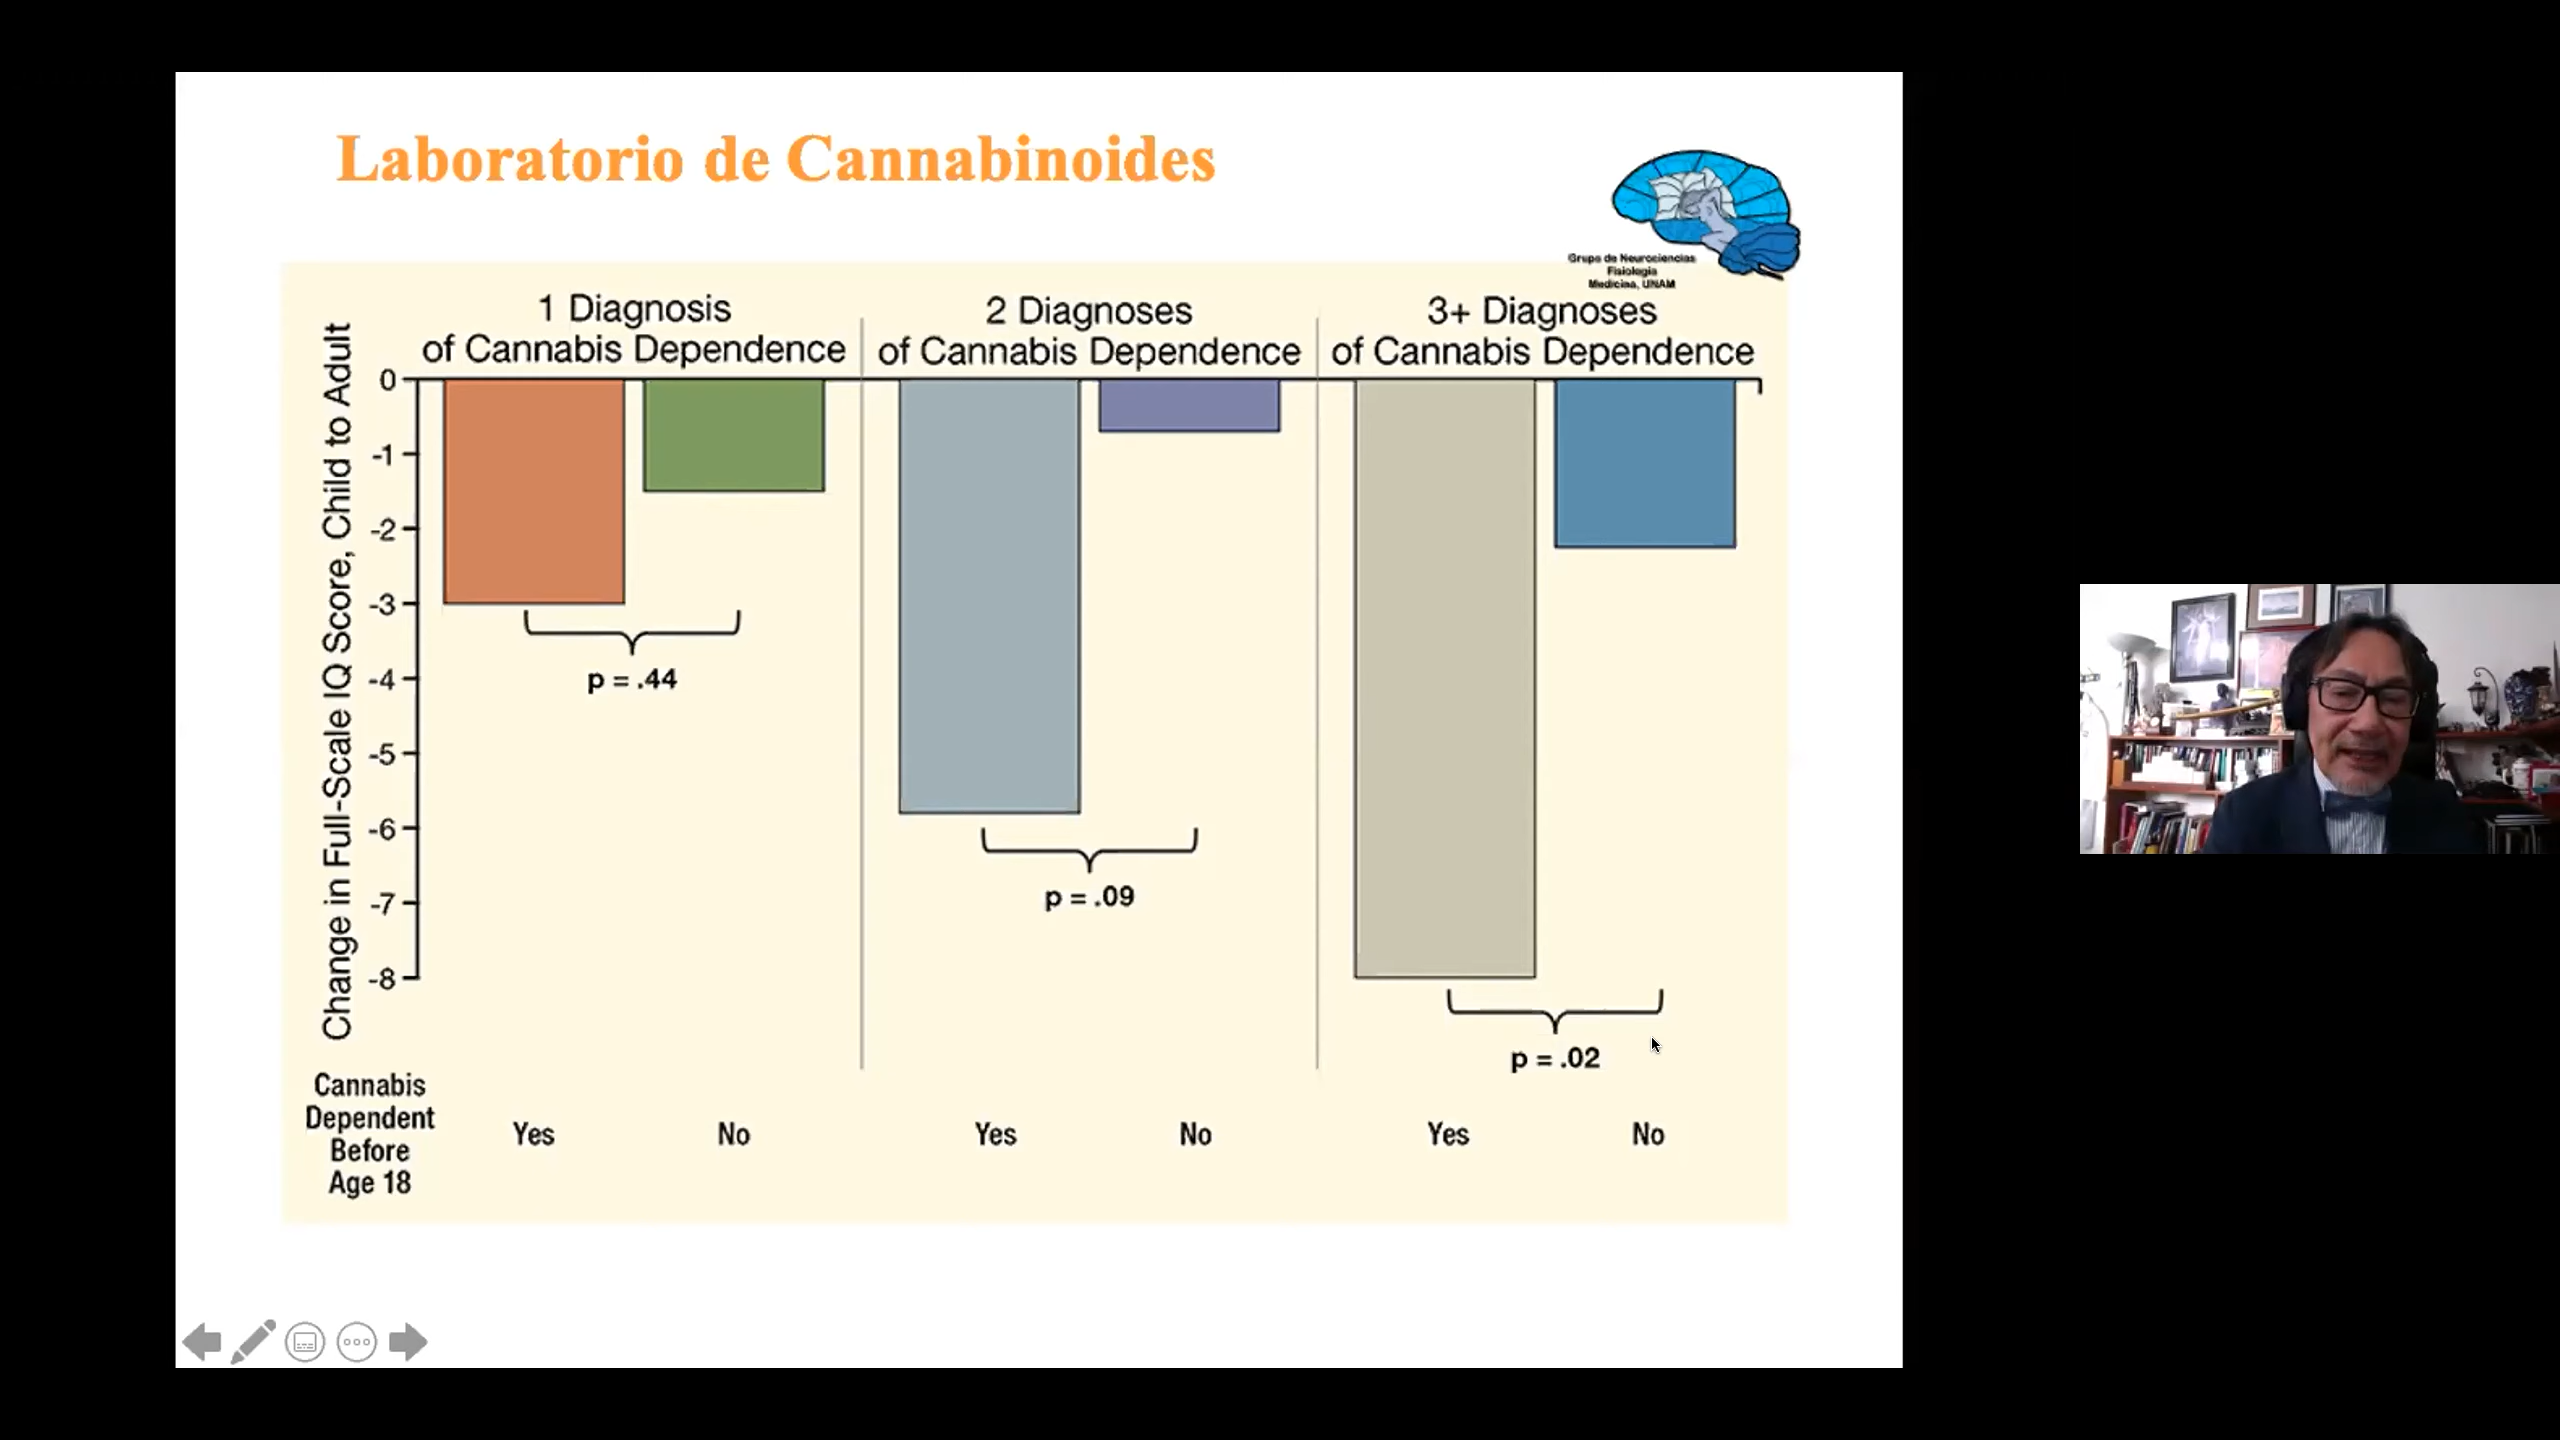 Laboratorio de Cannabinoides
Grupo de Neurociencias
Fisiología
Medicina, UNAM
1 Diagnosis
of Cannabis Dependence
2 Diagnoses
of Cannabis Dependence
3+ Diagnoses
of Cannabis Dependence
Change in Full-Scale IQ Score, Child to Adult
0
-1
-2
-3
-4
-5
-6
-7
-8
p = .44
p = .09
p = .02
Cannabis
Dependent
Before
Age 18
Yes
No
Yes
No
Yes
No